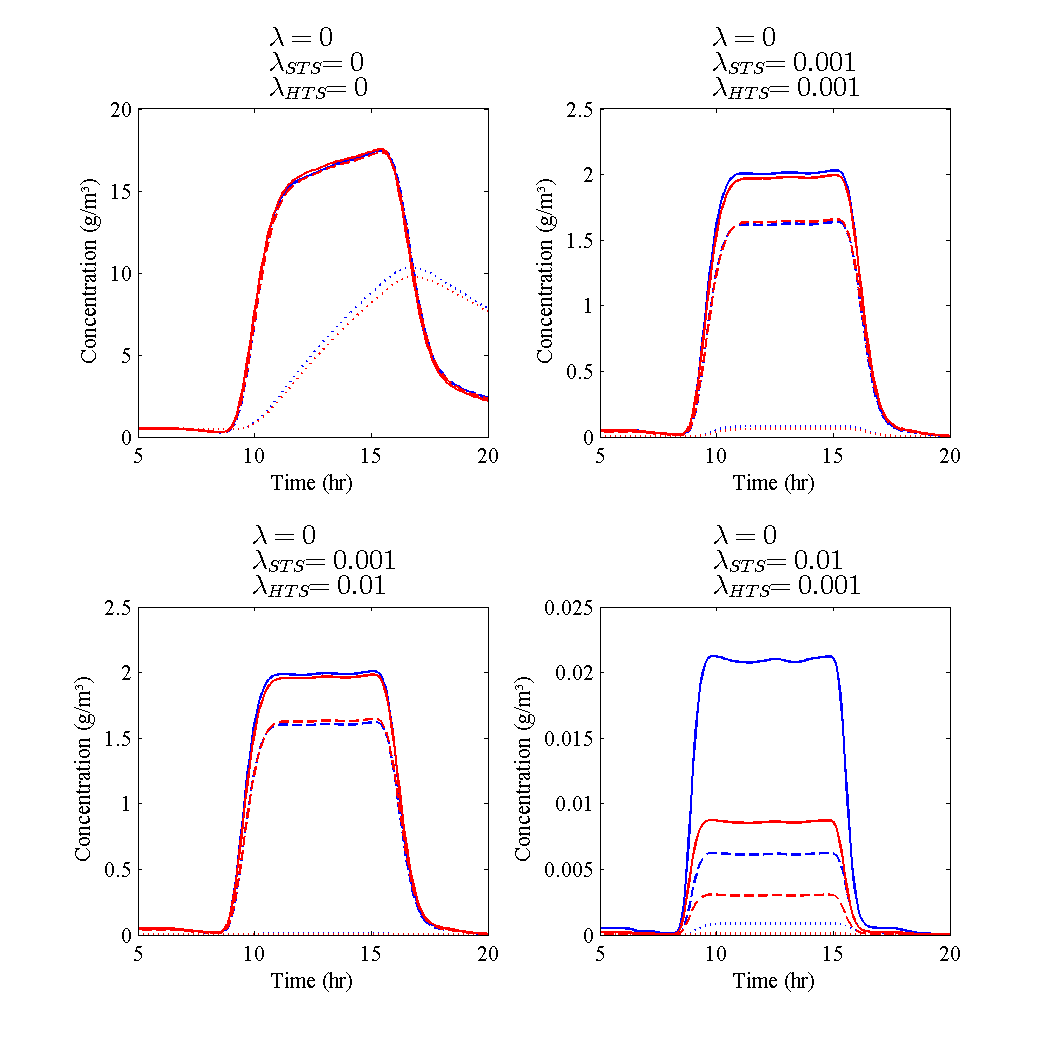 λ = 0
λSTS= 0
λHTS= 0
20
15
10
5
0
Concentration (g/m³)
5 10 15 20
Time (hr)
λ = 0
λSTS= 0.001
λHTS= 0.001
2.5
2
1.5
1
0.5
0
Concentration (g/m³)
5 10 15 20
Time (hr)
λ = 0
λSTS= 0.001
λHTS= 0.01
2.5
2
1.5
1
0.5
0
Concentration (g/m³)
5 10 15 20
Time (hr)
λ = 0
λSTS= 0.01
λHTS= 0.001
0.025
0.02
0.015
0.01
0.005
0
Concentration (g/m³)
5 10 15 20
Time (hr)